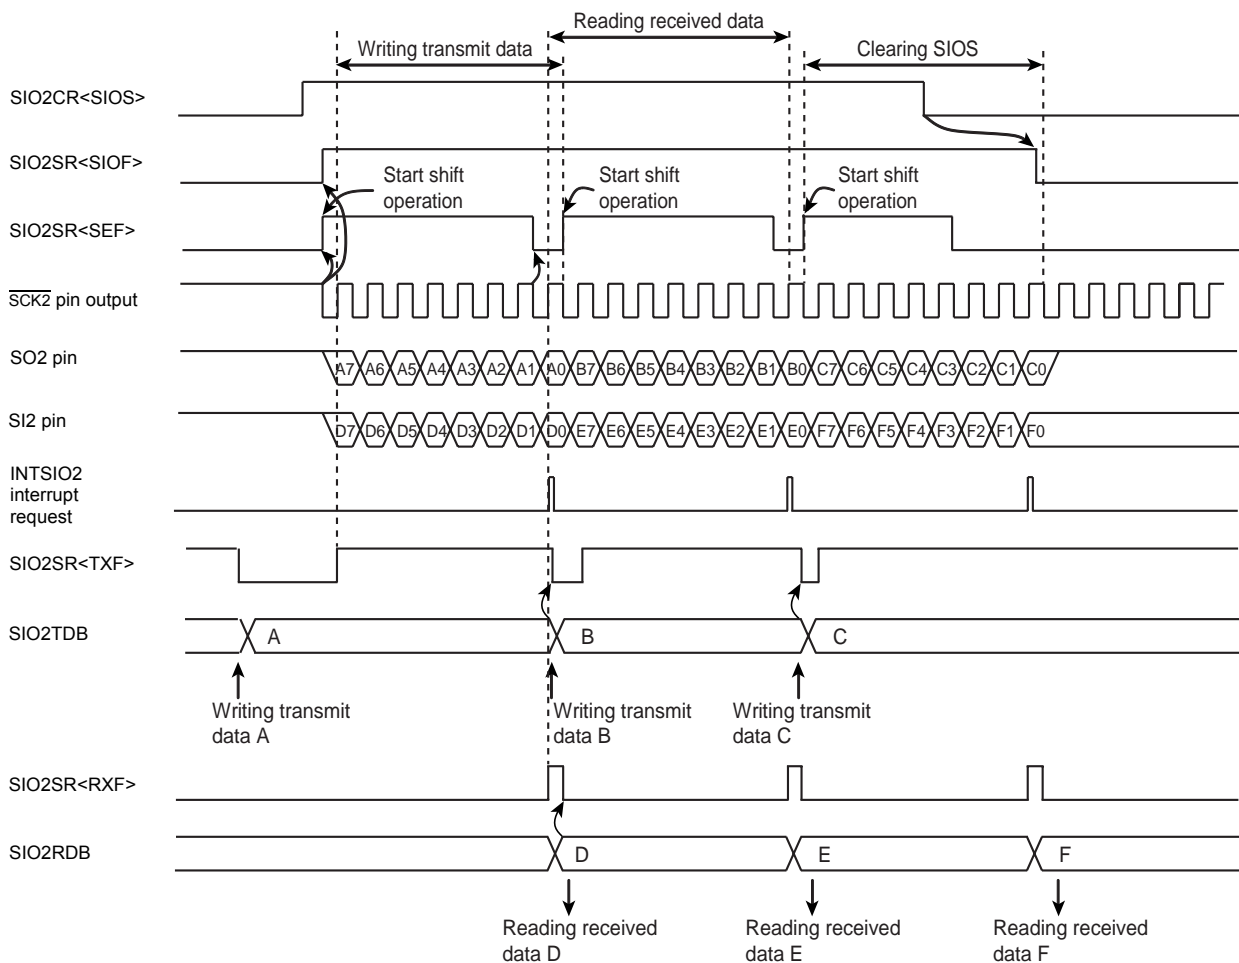 Reading received data
Writing transmit data
Clearing SIOS
SIO2CR<SIOS>
SIO2SR<SIOF>
Start shift
operation
Start shift
operation
Start shift
operation
SIO2SR<SEF>
SCK2 pin output
SO2 pin
A7 A6 A5 A4 A3 A2 A1 A0 B7 B6 B5 B4 B3 B2 B1 B0 C7 C6 C5 C4 C3 C2 C1 C0
SI2 pin
D7 D6 D5 D4 D3 D2 D1 D0 E7 E6 E5 E4 E3 E2 E1 E0 F7 F6 F5 F4 F3 F2 F1 F0
INTSIO2
interrupt
request
SIO2SR<TXF>
SIO2TDB
A B C
Writing transmit
data A
Writing transmit
data B
Writing transmit
data C
SIO2SR<RXF>
SIO2RDB
D E F
Reading received
data D
Reading received
data E
Reading received
data F